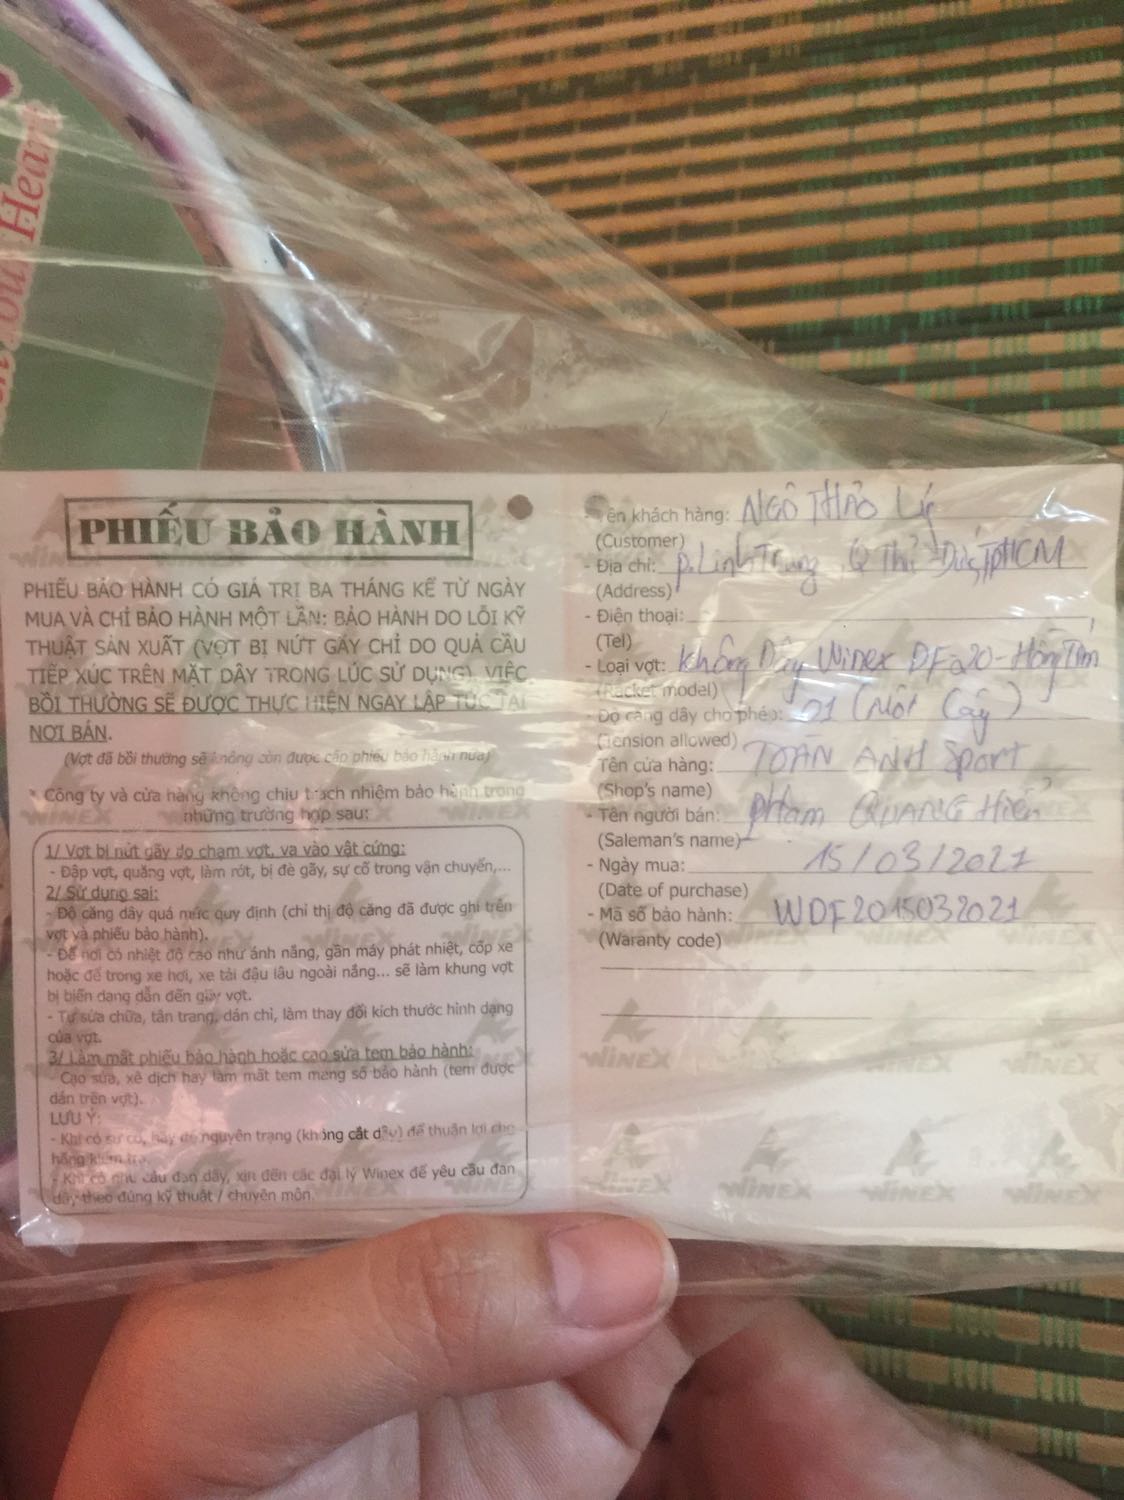 Your Heart
PHIẾU BẢO HÀNH
PHIẾU BẢO HÀNH CÓ GIÁ TRỊ BA THÁNG KỂ TỪ NGÀY
MUA VÀ CHỈ BẢO HÀNH MỘT LẦN: BẢO HÀNH DO LỖI KỸ
THUẬT SẢN XUẤT (VỢT BỊ NỨT GÃY CHỈ DO QUẢ CẦU
TIẾP XÚC TRÊN MẶT DÂY TRONG LÚC SỬ DỤNG). VIỆC
BỒI THƯỜNG SẼ ĐƯỢC THỰC HIỆN NGAY LẬP TỨC TẠI
NƠI BÁN.
(Vợt đã bồi thường sẽ không còn được cấp phiếu bảo hành nữa)
* Công ty và cửa hàng không chịu trách nhiệm bảo hành trong
những trường hợp sau:
1/ Vợt bị nứt gãy do chạm vợt, va vào vật cứng:
- Đập vợt, quăng vợt, làm rớt, bị đè gãy, sự cố trong vận chuyển,...
2/ Sử dụng sai:
- Độ căng dây quá mức quy định (chỉ thị độ căng đã được ghi trên
vợt và phiếu bảo hành).
- Để nơi có nhiệt độ cao như ánh nắng, gần máy phát nhiệt, cốp xe
hoặc để trong xe hơi, xe tải đậu lâu ngoài nắng... sẽ làm khung vợt
bị biến dạng dẫn đến gãy vợt.
- Tự sửa chữa, tân trang, dán chỉ, làm thay đổi kích thước hình dạng
của vợt.
3/ Làm mất phiếu bảo hành hoặc cạo sửa tem bảo hành:
- Cạo sửa, xê dịch hay làm mất tem mang số bảo hành (tem được
dán trên vợt).
LƯU Ý:
- Khi có sự cố, hãy để nguyên trạng (không cắt dây) để thuận lợi cho
hãng kiểm tra.
- Khi có nhu cầu đan dây, xin đến các đại lý Winex để yêu cầu đan
dây theo đúng kỹ thuật / chuyên môn.
- Tên khách hàng: NGÔ THẢO Lý
(Customer)
- Địa chỉ: P. Linh Trung, Q Thủ Đức, TPHCM
(Address)
- Điện thoại:
(Tel)
- Loại vợt: Không Dây Winex DF220 - Hồng Tím
(Racket model)
- Độ căng dây cho phép: 01 (Một Cây)
(Tension allowed)
Tên cửa hàng: TOÀN ANH Sport
(Shop's name)
- Tên người bán: Phạm QUANG Hiển
(Saleman's name)
- Ngày mua: 15/03/2021
(Date of purchase)
- Mã số bảo hành: WDF2015032021
(Waranty code)
WINEX